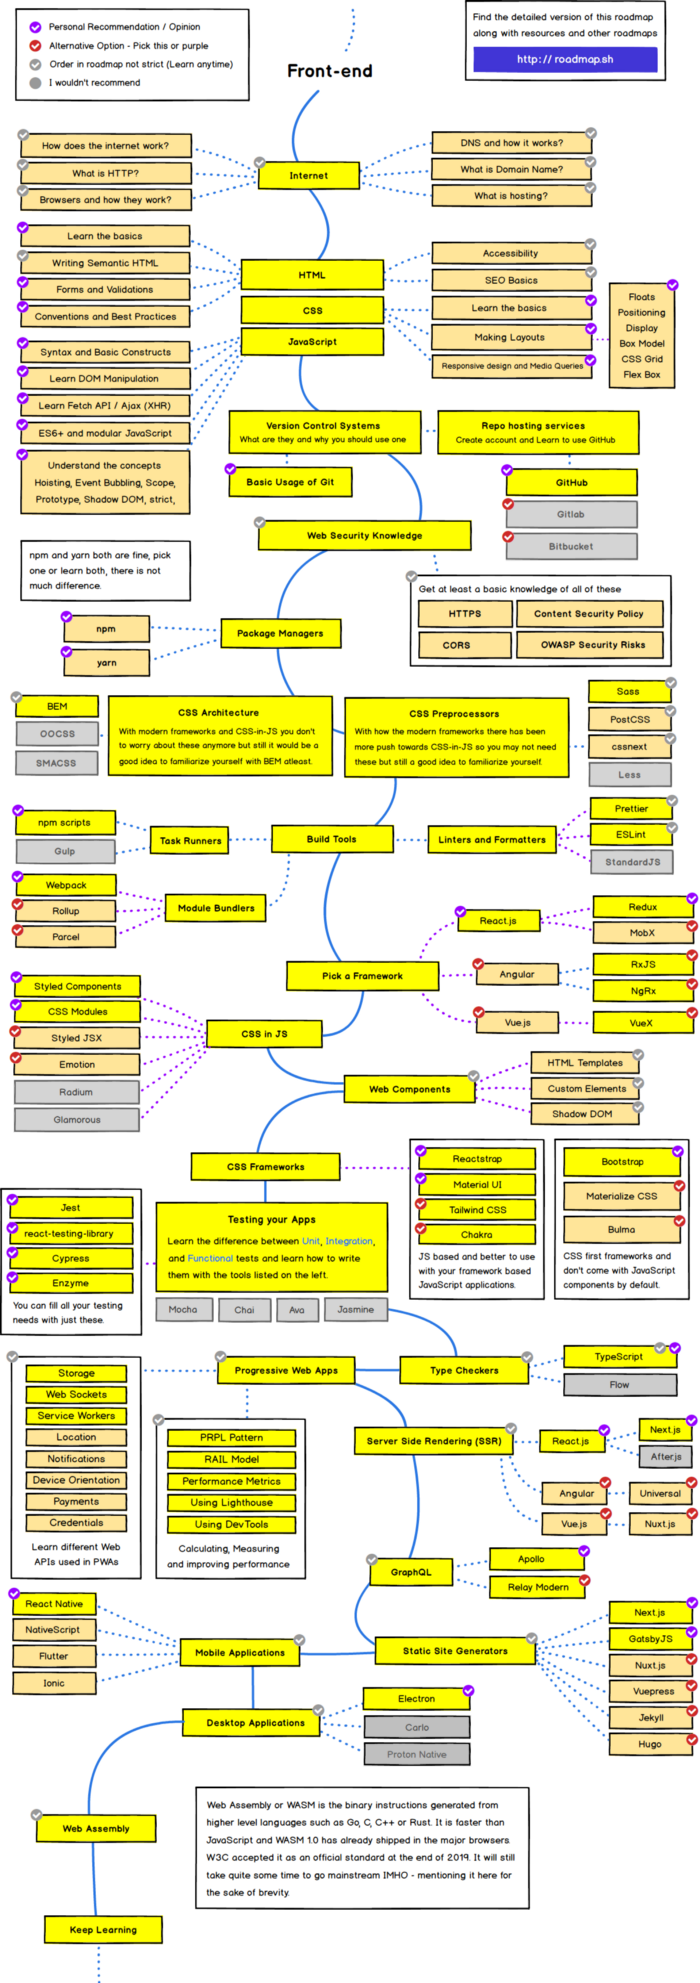 Personal Recommendation / Opinion
Alternative Option - Pick this or purple
Order in roadmap not strict (Learn anytime)
I wouldn't recommend
Find the detailed version of this roadmap
along with resources and other roadmaps
http:// roadmap.sh
Front-end
How does the internet work?
What is HTTP?
Browsers and how they work?
Internet
DNS and how it works?
What is Domain Name?
What is hosting?
Learn the basics
Writing Semantic HTML
Forms and Validations
Conventions and Best Practices
HTML
Accessibility
SEO Basics
CSS
Learn the basics
Making Layouts
Responsive design and Media Queries
Floats
Positioning
Display
Box Model
CSS Grid
Flex Box
JavaScript
Syntax and Basic Constructs
Learn DOM Manipulation
Learn Fetch API / Ajax (XHR)
ES6+ and modular JavaScript
Understand the concepts
Hoisting, Event Bubbling, Scope,
Prototype, Shadow DOM, strict,
Version Control Systems
What are they and why you should use one
Repo hosting services
Create account and Learn to use GitHub
Basic Usage of Git
GitHub
Gitlab
Bitbucket
Web Security Knowledge
npm and yarn both are fine, pick
one or learn both, there is not
much difference.
Get at least a basic knowledge of all of these
HTTPS
Content Security Policy
CORS
OWASP Security Risks
npm
yarn
Package Managers
BEM
OOCSS
SMACSS
CSS Architecture
With modern frameworks and CSS-in-JS you don't
to worry about these anymore but still it would be a
good idea to familiarize yourself with BEM atleast.
CSS Preprocessors
With how the modern frameworks there has been
more push towards CSS-in-JS so you may not need
these but still a good idea to familiarize yourself.
Sass
PostCSS
cssnext
Less
npm scripts
Gulp
Task Runners
Build Tools
Linters and Formatters
Prettier
ESLint
StandardJS
Webpack
Rollup
Parcel
Module Bundlers
Pick a Framework
React.js
Redux
MobX
Angular
RxJS
NgRx
Vue.js
VueX
Styled Components
CSS Modules
Styled JSX
Emotion
Radium
Glamorous
CSS in JS
Web Components
HTML Templates
Custom Elements
Shadow DOM
CSS Frameworks
Reactstrap
Material UI
Tailwind CSS
Chakra
JS based and better to use
with your framework based
JavaScript applications.
Bootstrap
Materialize CSS
Bulma
CSS first frameworks and
don't come with JavaScript
components by default.
Jest
react-testing-library
Cypress
Enzyme
You can fill all your testing
needs with just these.
Testing your Apps
Learn the difference between Unit, Integration,
and Functional tests and learn how to write
them with the tools listed on the left.
Mocha
Chai
Ava
Jasmine
Progressive Web Apps
Type Checkers
TypeScript
Flow
Storage
Web Sockets
Service Workers
Location
Notifications
Device Orientation
Payments
Credentials
Learn different Web
APIs used in PWAs
PRPL Pattern
RAIL Model
Performance Metrics
Using Lighthouse
Using DevTools
Calculating, Measuring
and improving performance
Server Side Rendering (SSR)
React.js
Next.js
After.js
Angular
Universal
Vue.js
Nuxt.js
GraphQL
Apollo
Relay Modern
React Native
NativeScript
Flutter
Ionic
Mobile Applications
Static Site Generators
Next.js
GatsbyJS
Nuxt.js
Vuepress
Jekyll
Hugo
Desktop Applications
Electron
Carlo
Proton Native
Web Assembly
Web Assembly or WASM is the binary instructions generated from
higher level languages such as Go, C, C++ or Rust. It is faster than
JavaScript and WASM 1.0 has already shipped in the major browsers.
W3C accepted it as an official standard at the end of 2019. It will still
take quite some time to go mainstream IMHO - mentioning it here for
the sake of brevity.
Keep Learning